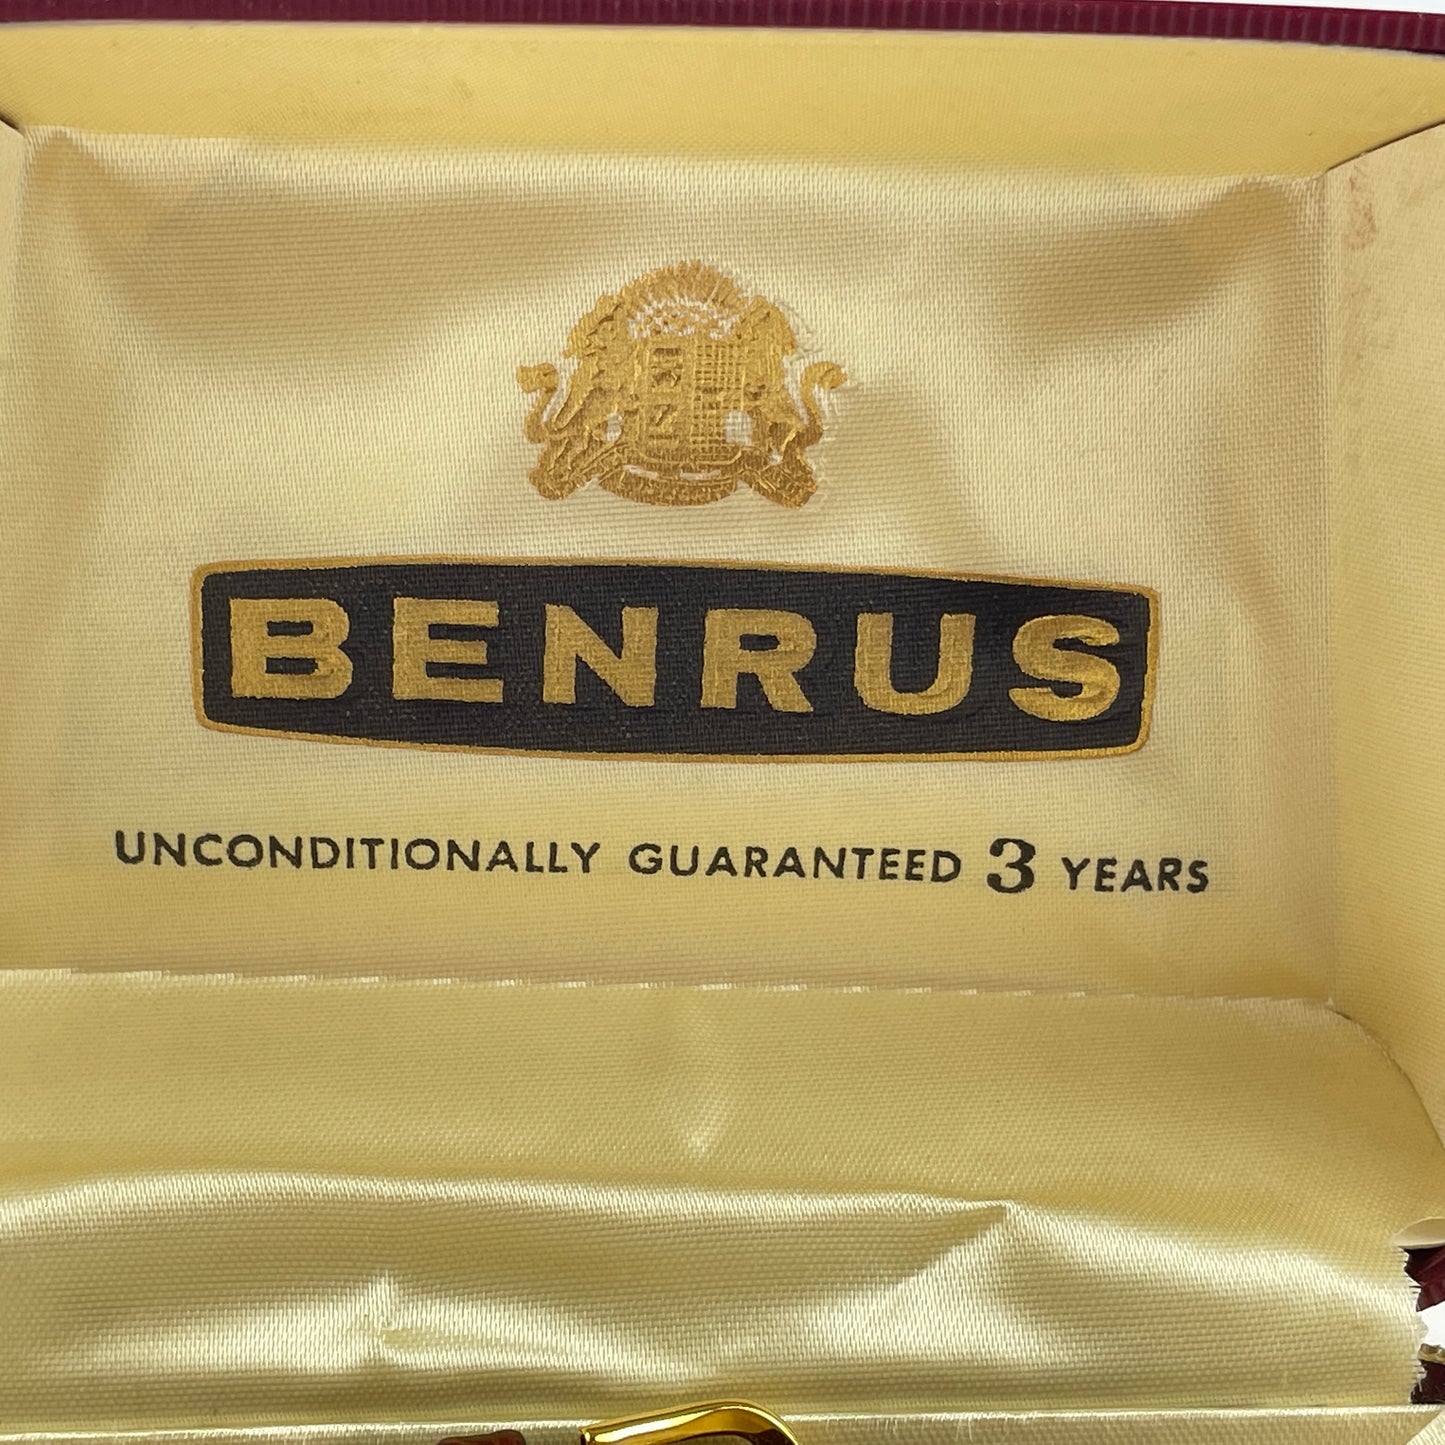 BENRUS
UNCONDITIONALLY GUARANTEED 3 YEARS